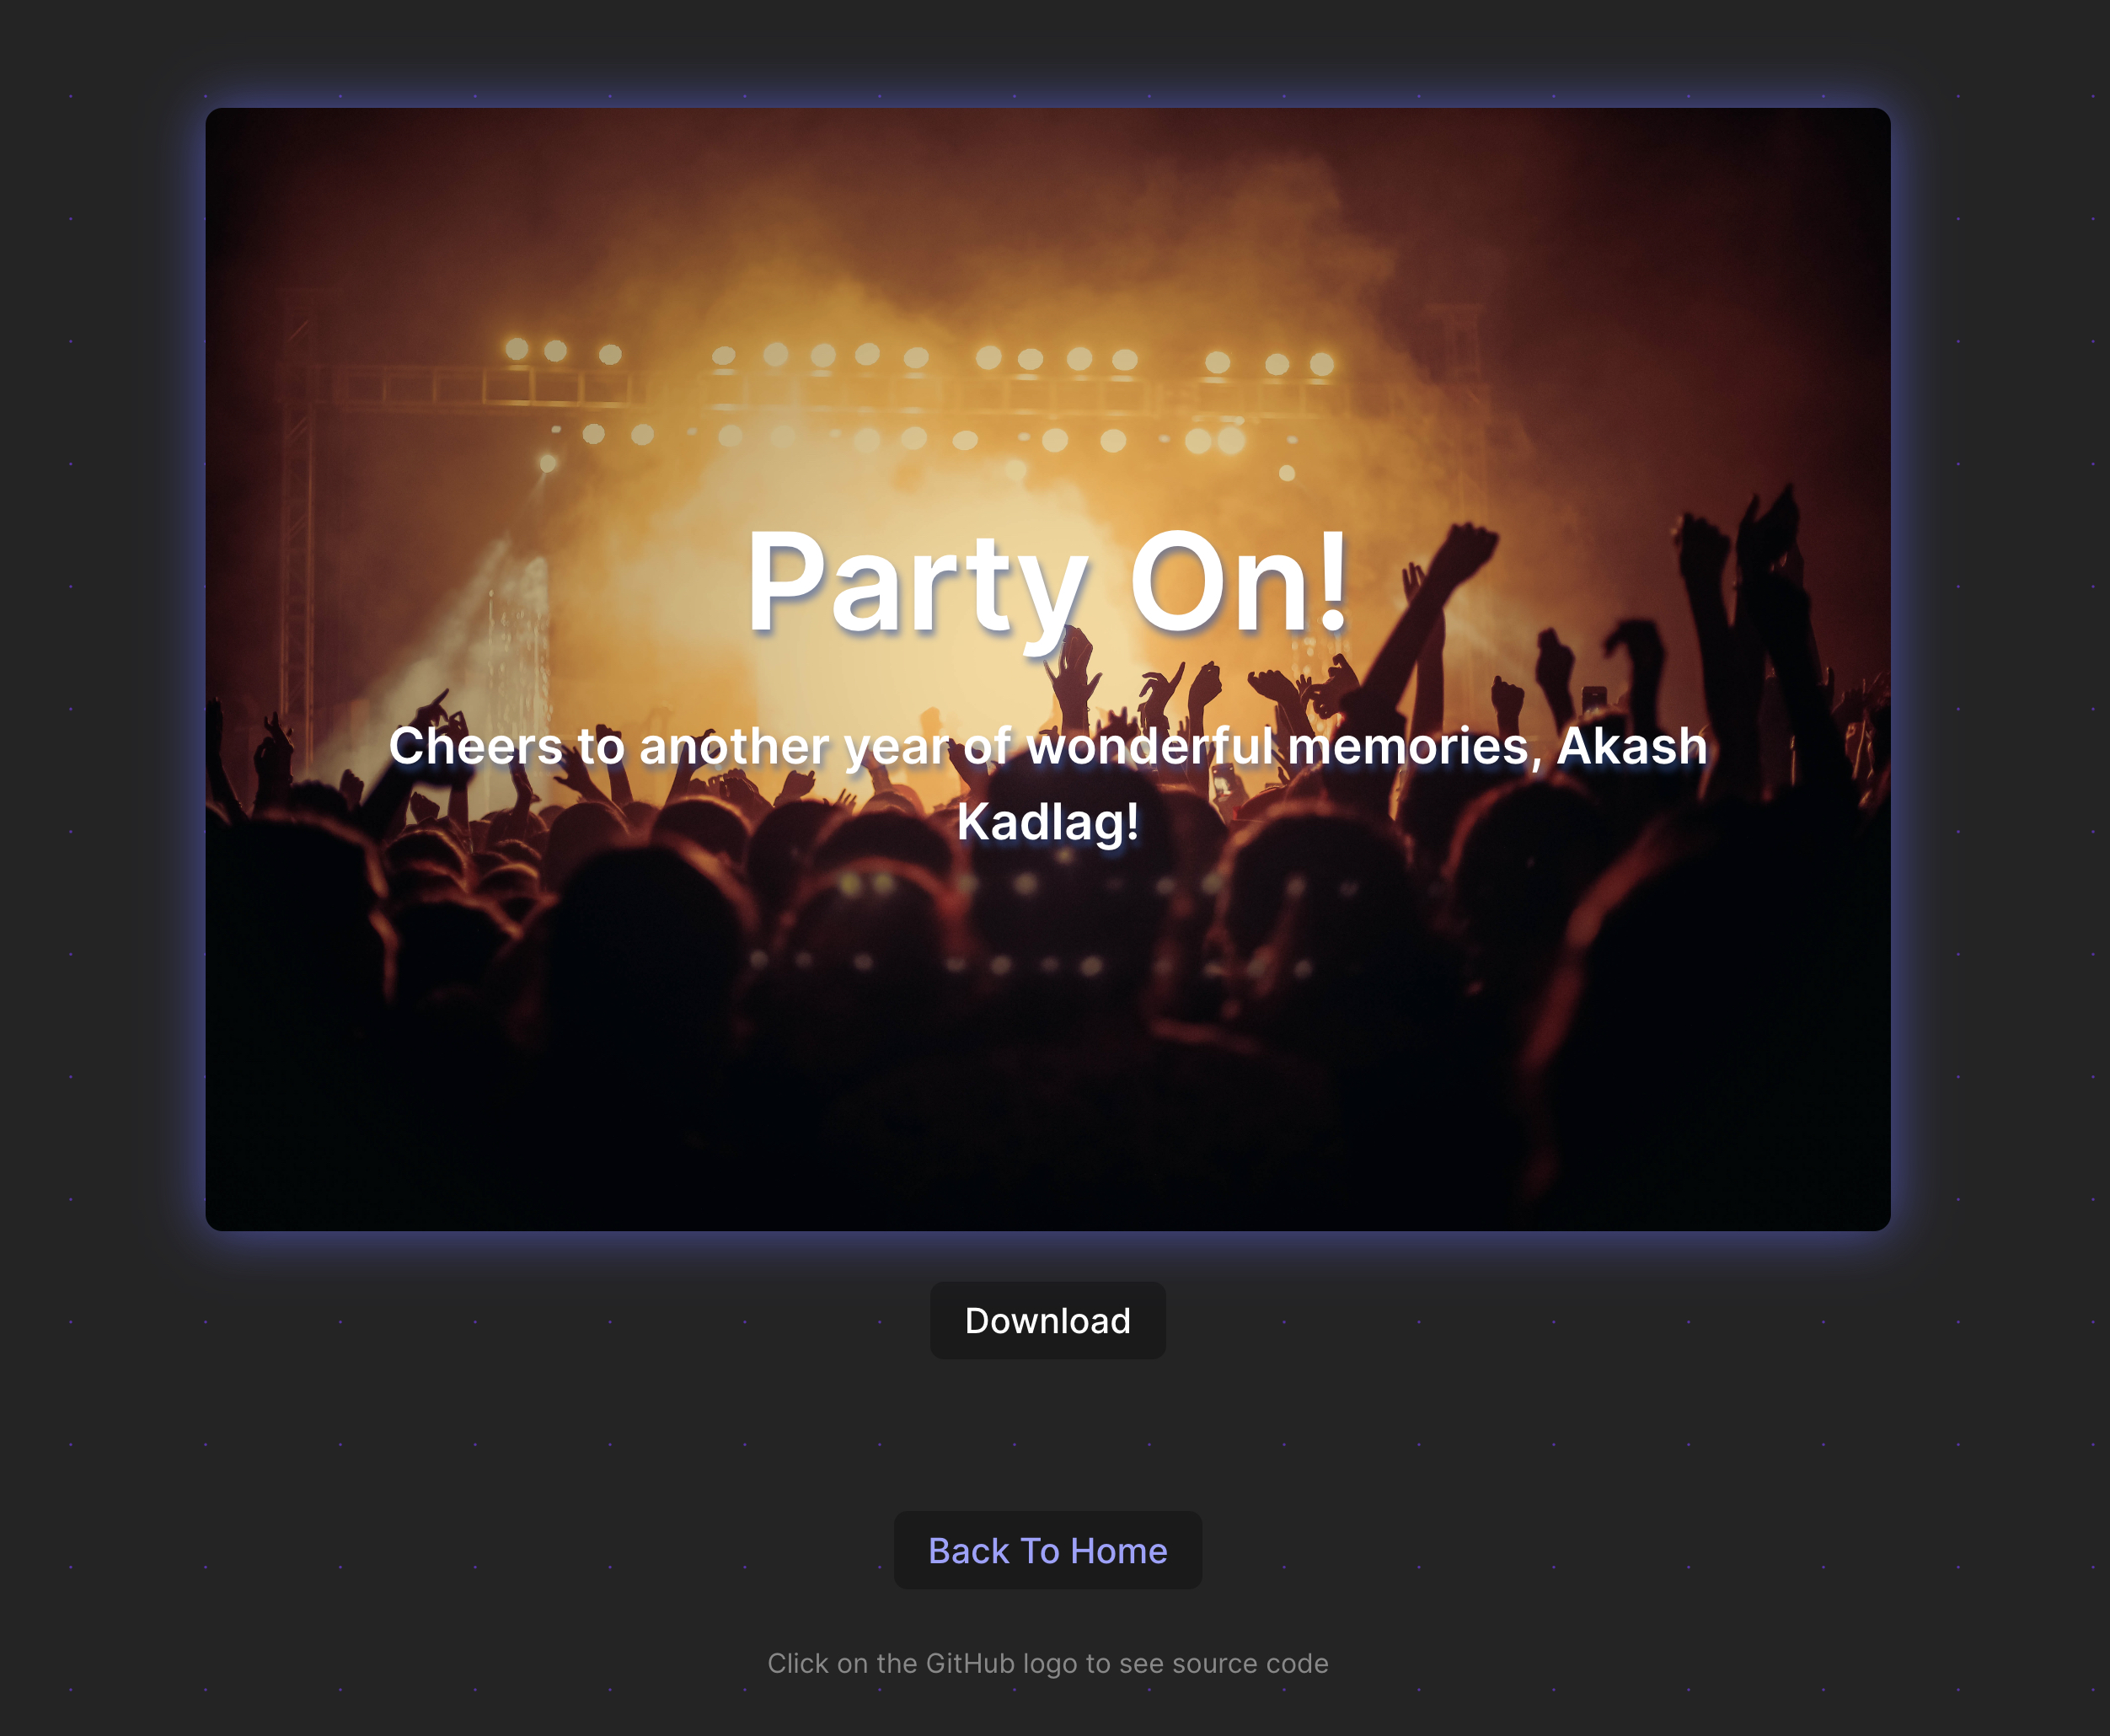 Party On!
Cheers to another year of wonderful memories, Akash
Kadlag!
Download
Back To Home
Click on the GitHub logo to see source code